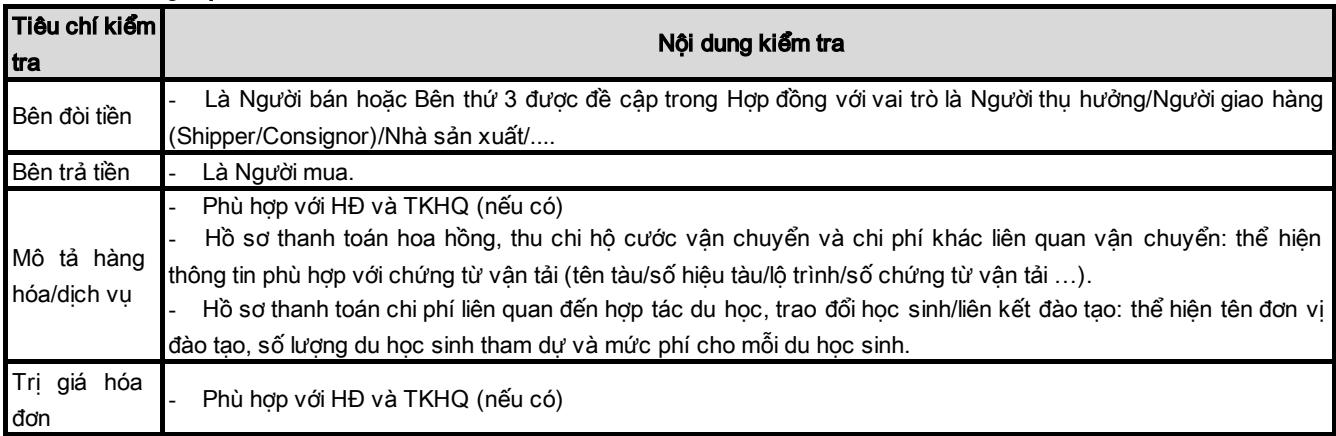 Tiêu chí kiểm
tra
Nội dung kiểm tra
Bên đòi tiền
- Là Người bán hoặc Bên thứ 3 được đề cập trong Hợp đồng với vai trò là Người thụ hưởng/Người giao hàng
(Shipper/Consignor)/Nhà sản xuất/....
Bên trả tiền
- Là Người mua.
Mô tả hàng
hóa/dịch vụ
- Phù hợp với HĐ và TKHQ (nếu có)
- Hồ sơ thanh toán hoa hồng, thu chi hộ cước vận chuyển và chi phí khác liên quan vận chuyển: thể hiện
thông tin phù hợp với chứng từ vận tải (tên tàu/số hiệu tàu/lộ trình/số chứng từ vận tải …).
- Hồ sơ thanh toán chi phí liên quan đến hợp tác du học, trao đổi học sinh/liên kết đào tạo: thể hiện tên đơn vị
đào tạo, số lượng du học sinh tham dự và mức phí cho mỗi du học sinh.
Trị giá hóa
đơn
- Phù hợp với HĐ và TKHQ (nếu có)